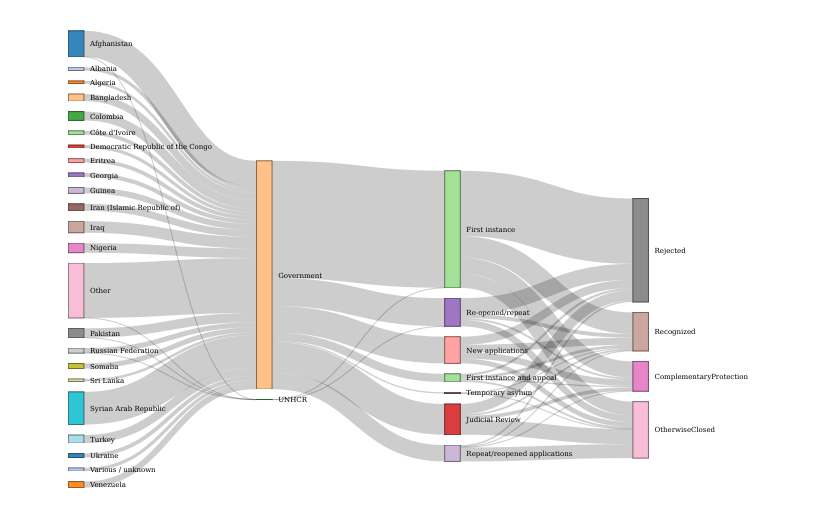 Afghanistan
Albania
Algeria
Bangladesh
Colombia
Côte d'Ivoire
Democratic Republic of the Congo
Eritrea
Georgia
Guinea
Iran (Islamic Republic of)
Iraq
Nigeria
Other
Pakistan
Russian Federation
Somalia
Sri Lanka
Syrian Arab Republic
Turkey
Ukraine
Various / unknown
Venezuela
Government
UNHCR
First instance
Re-opened/repeat
New applications
First instance and appeal
Temporary asylum
Judicial Review
Repeat/reopened applications
Rejected
Recognized
ComplementaryProtection
OtherwiseClosed